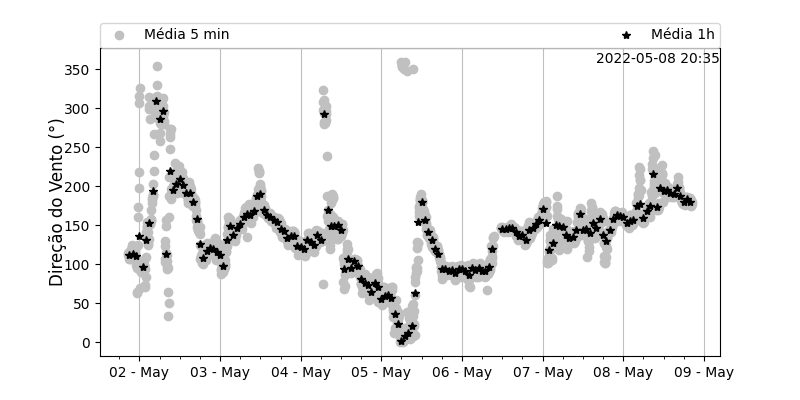 Média 5 min
Média 1h
2022-05-08 20:35
Direção do Vento (°)
350
300
250
200
150
100
50
0
02 - May
03 - May
04 - May
05 - May
06 - May
07 - May
08 - May
09 - May